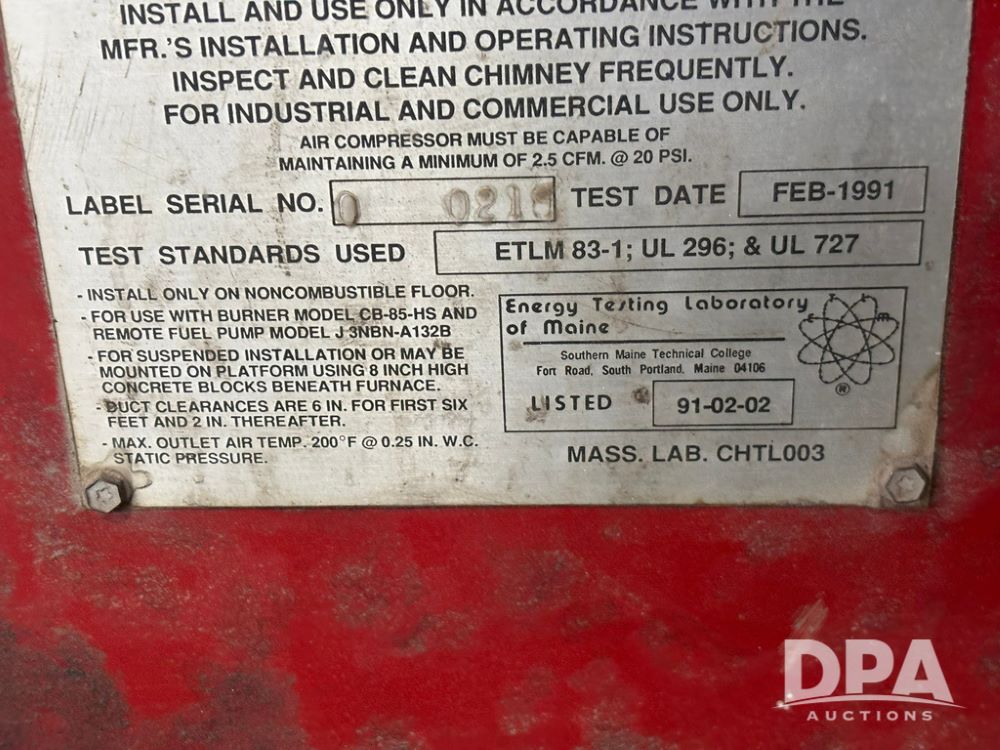 INSTALL AND USE ONLY IN ACCORDANCE WITH THE
MFR.'S INSTALLATION AND OPERATING INSTRUCTIONS.
INSPECT AND CLEAN CHIMNEY FREQUENTLY.
FOR INDUSTRIAL AND COMMERCIAL USE ONLY.
AIR COMPRESSOR MUST BE CAPABLE OF
MAINTAINING A MINIMUM OF 2.5 CFM. @ 20 PSI.
LABEL SERIAL NO. 0
TEST DATE FEB-1991
TEST STANDARDS USED ETLM 83-1; UL 296; & UL 727
- INSTALL ONLY ON NONCOMBUSTIBLE FLOOR.
- FOR USE WITH BURNER MODEL CB-85-HS AND
REMOTE FUEL PUMP MODEL J 3NBN-A132B
- FOR SUSPENDED INSTALLATION OR MAY BE
MOUNTED ON PLATFORM USING 8 INCH HIGH
CONCRETE BLOCKS BENEATH FURNACE.
- DUCT CLEARANCES ARE 6 IN. FOR FIRST SIX
FEET AND 2 IN. THEREAFTER.
- MAX. OUTLET AIR TEMP. 200°F @ 0.25 IN. W.C.
STATIC PRESSURE.
Energy Testing Laboratory
of Maine
Southern Maine Technical College
Fort Road, South Portland, Maine 04106
LISTED 91-02-02
®
MASS. LAB. CHTL003
DPA
AUCTIONS